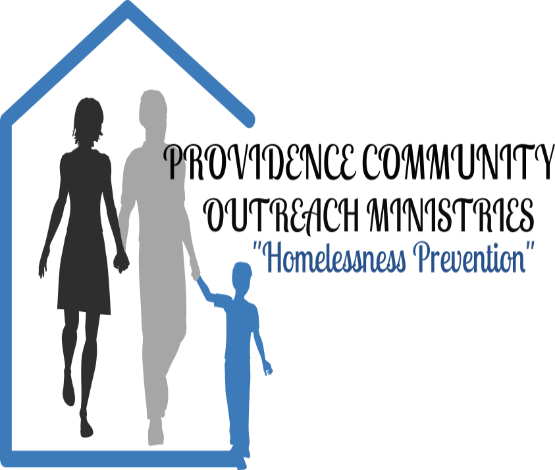 PROVIDENCE COMMUNITY
OUTREACH MINISTRIES
"Homelessness Prevention"